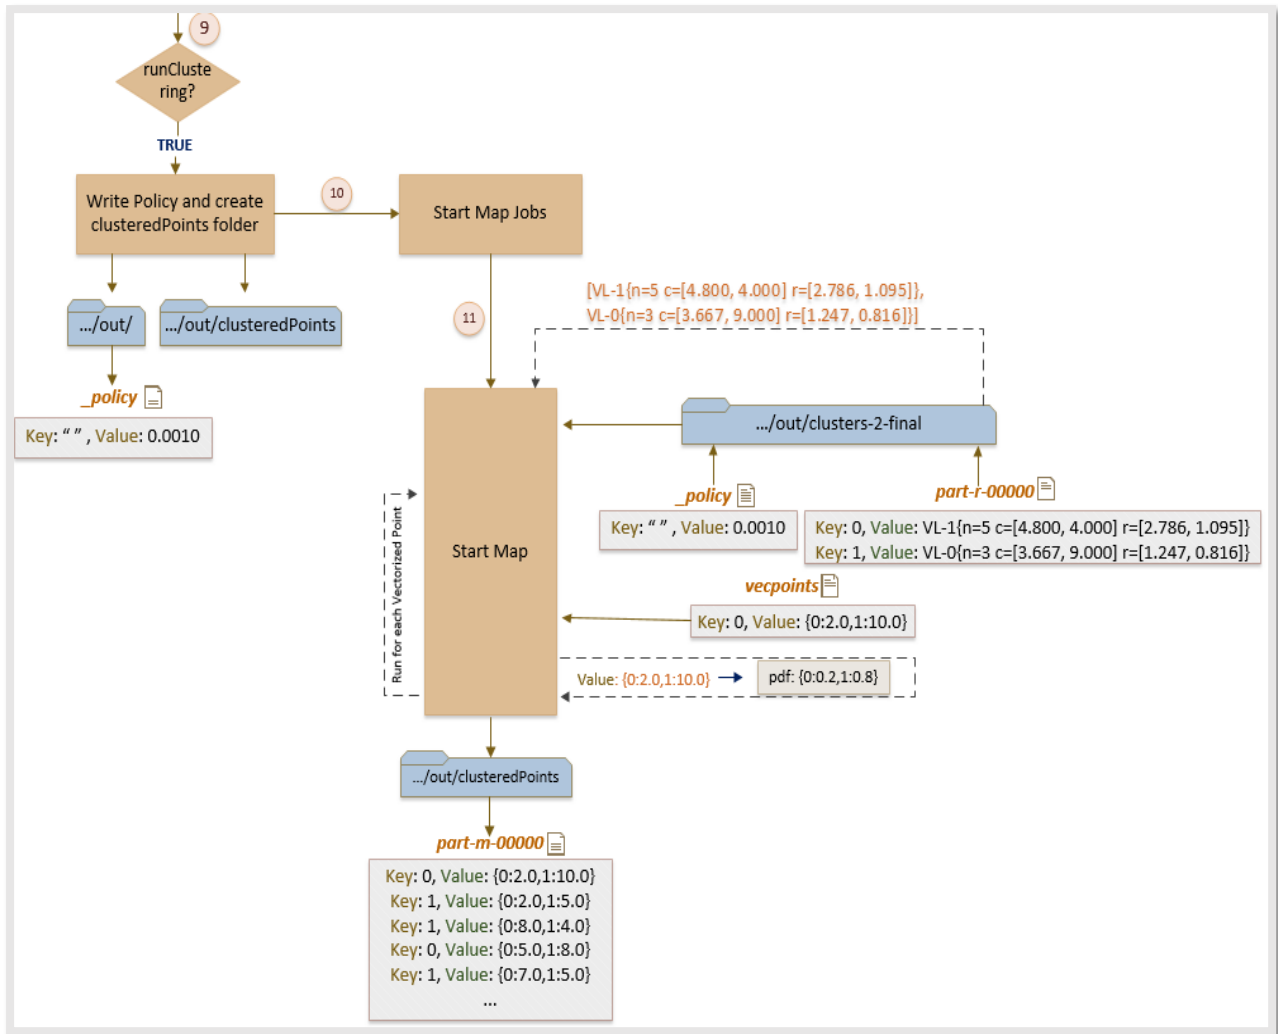 9
runCluste
ring?
TRUE
Write Policy and create
clusteredPoints folder
10
Start Map Jobs
.../out/
.../out/clusteredPoints
_policy
Key: “ ” , Value: 0.0010
11
[VL-1{n=5 c=[4.800, 4.000] r=[2.786, 1.095]},
VL-0{n=3 c=[3.667, 9.000] r=[1.247, 0.816]}]
.../out/clusters-2-final
_policy
Key: “ ” , Value: 0.0010
part-r-00000
Key: 0, Value: VL-1{n=5 c=[4.800, 4.000] r=[2.786, 1.095]}
Key: 1, Value: VL-0{n=3 c=[3.667, 9.000] r=[1.247, 0.816]}
Run for each Vectorized Point
Start Map
vecpoints
Key: 0, Value: {0:2.0,1:10.0}
Value: {0:2.0,1:10.0}
pdf: {0:0.2,1:0.8}
.../out/clusteredPoints
part-m-00000
Key: 0, Value: {0:2.0,1:10.0}
Key: 1, Value: {0:2.0,1:5.0}
Key: 1, Value: {0:8.0,1:4.0}
Key: 0, Value: {0:5.0,1:8.0}
Key: 1, Value: {0:7.0,1:5.0}
...